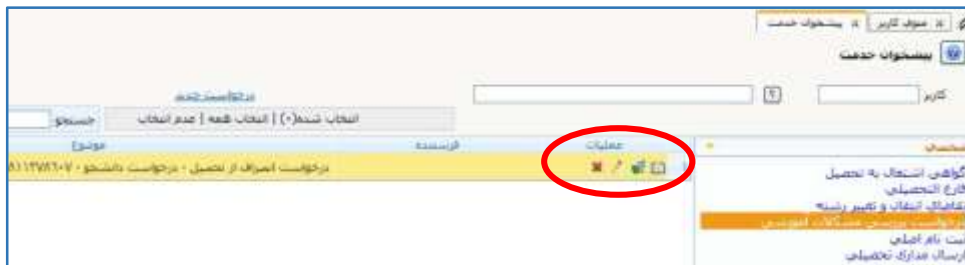 منوی کاربر x پیشخوان خدمت x
پیشخوان خدمت
کاربر ?
درخواست جدید
انتخاب شده(۰) | انتخاب همه | عدم انتخاب جستجو
عملیات فرستنده موضوع
درخواست انصراف از تحصیل - درخواست دانشجو -
شخصی
گواهی اشتغال به تحصیل
فارغ التحصیلی
تقاضای انتقال و تغییر رشته
درخواست بررسی مشکلات آموزشی
ثبت نام اصلی
ارسال مدارک تحصیلی